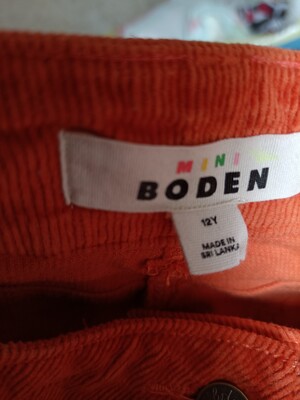 MINI
BODEN
12Y
MADE IN
SRI LANKA